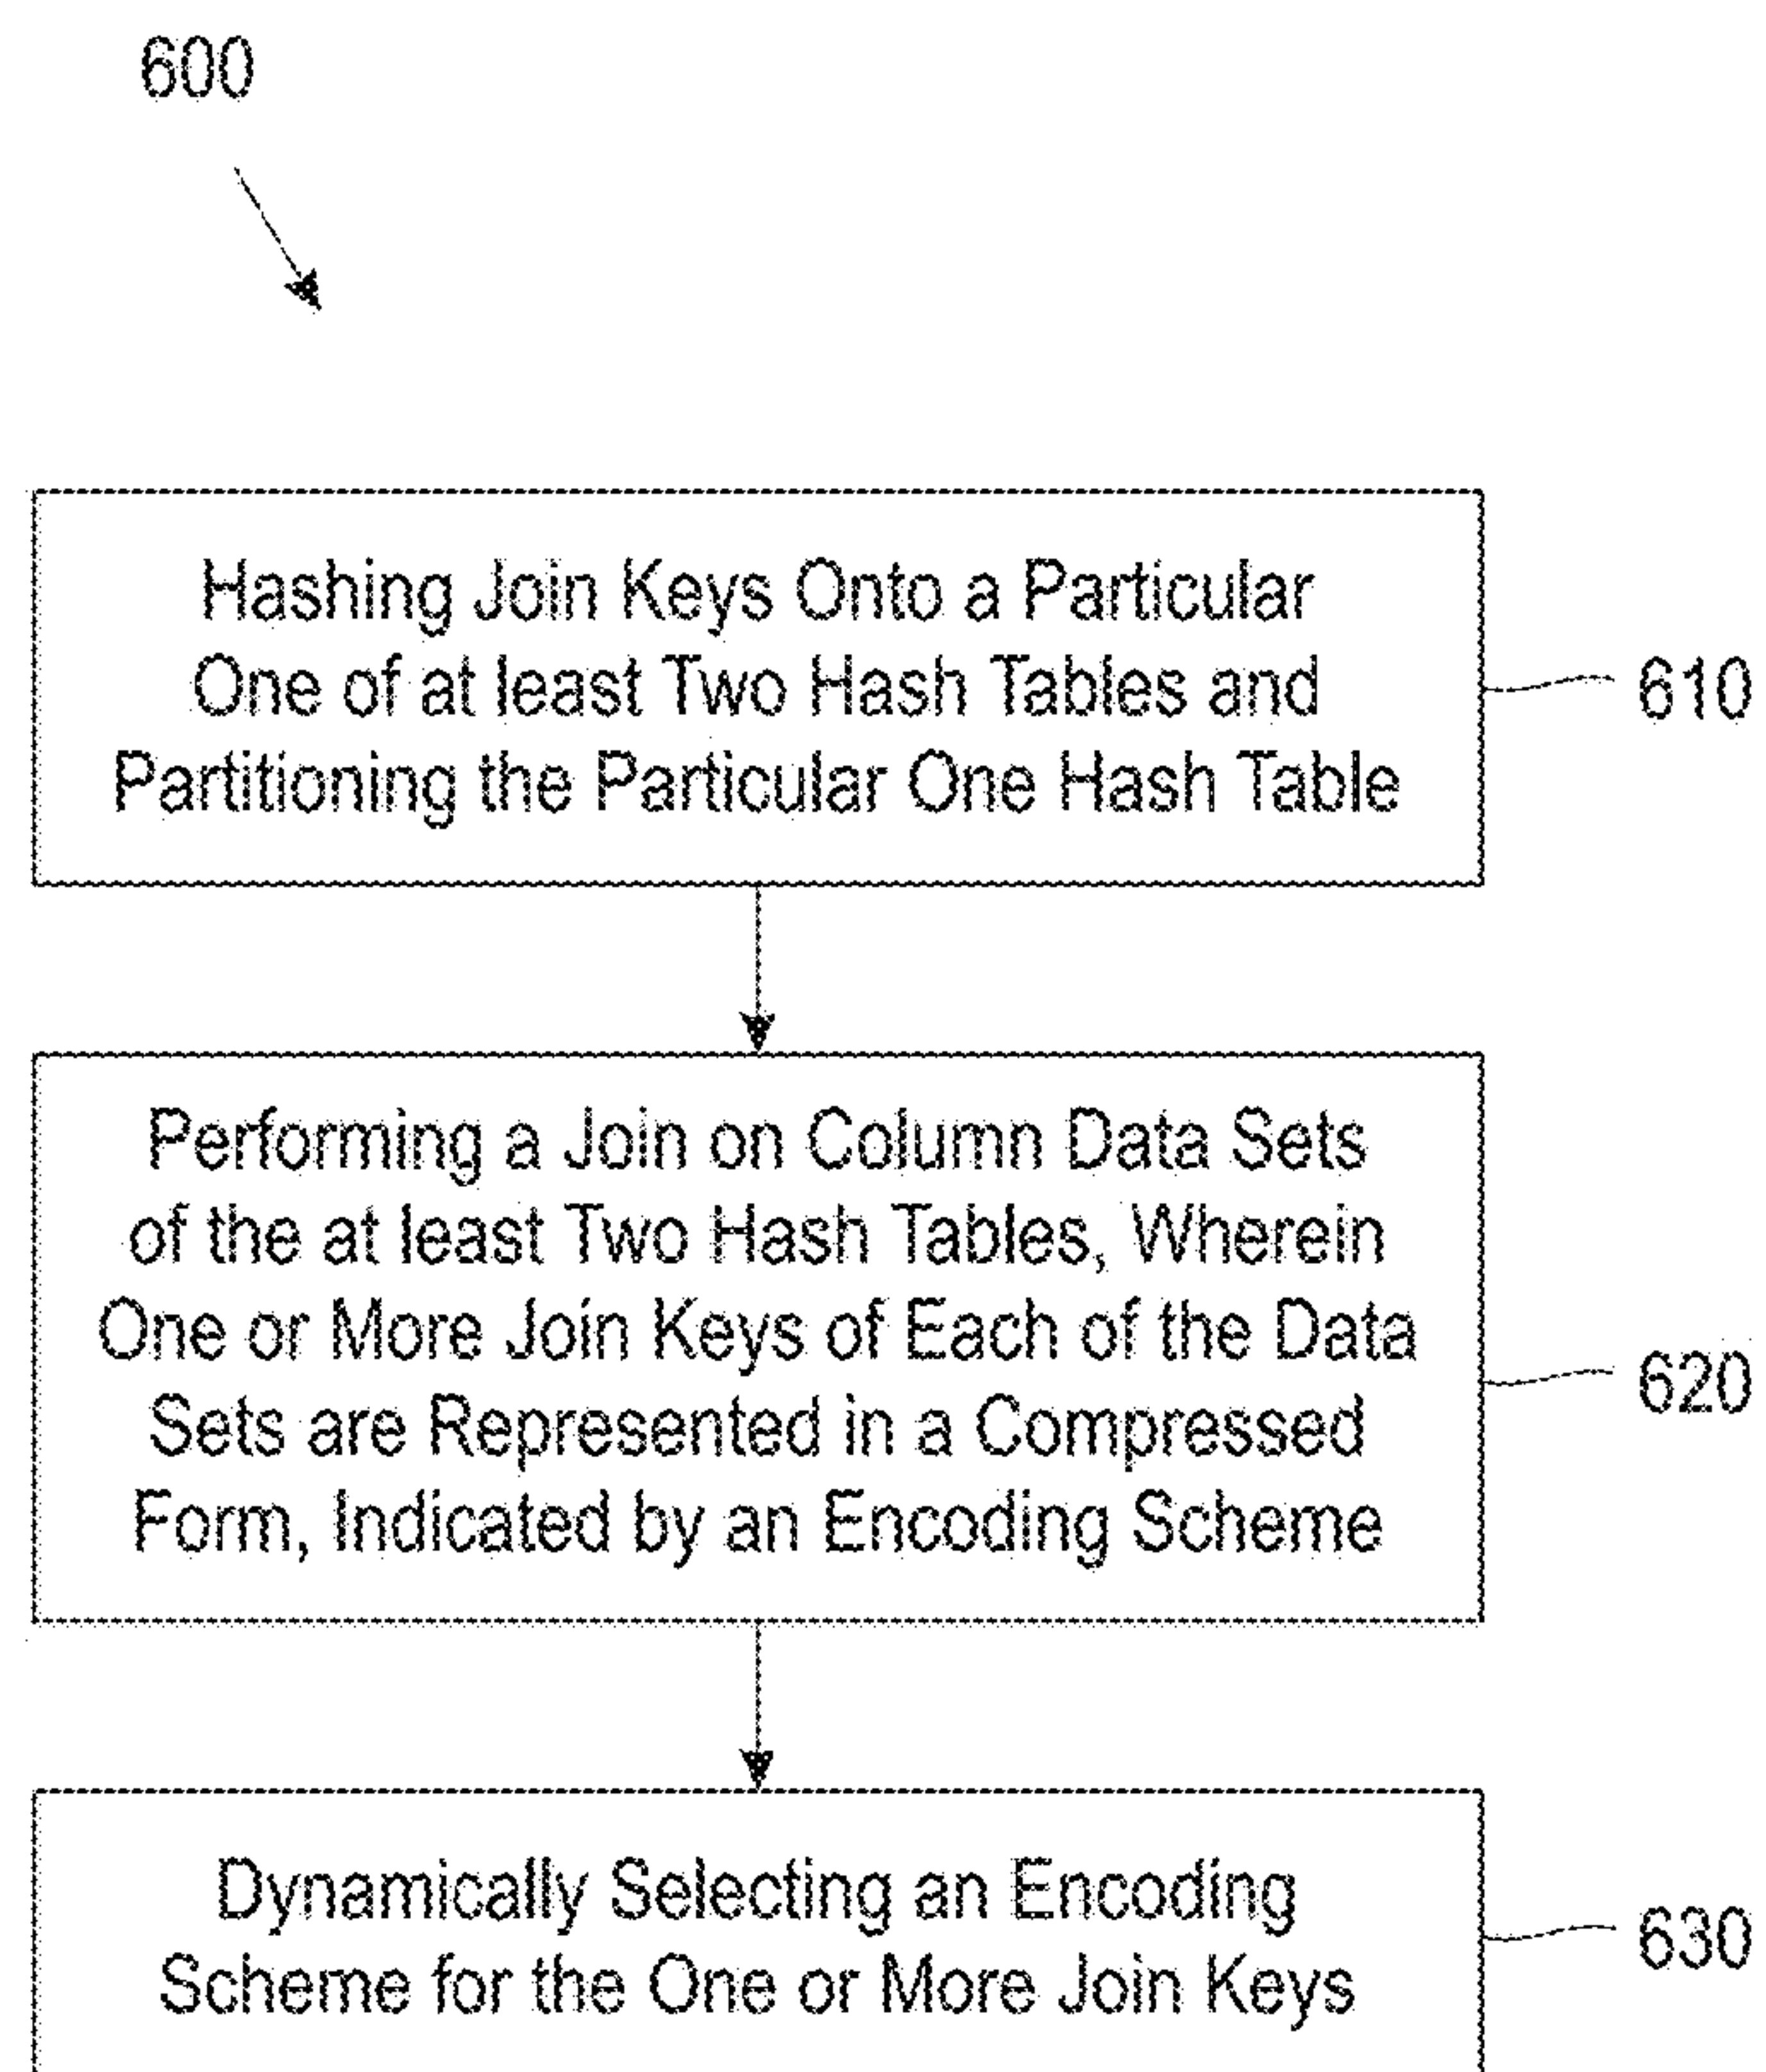 600
Hashing Join Keys Onto a Particular
One of at least Two Hash Tables and
Partitioning the Particular One Hash Table
610
Performing a Join on Column Data Sets
of the at least Two Hash Tables, Wherein
One or More Join Keys of Each of the Data
Sets are Represented in a Compressed
Form, Indicated by an Encoding Scheme
620
Dynamically Selecting an Encoding
Scheme for the One or More Join Keys
630